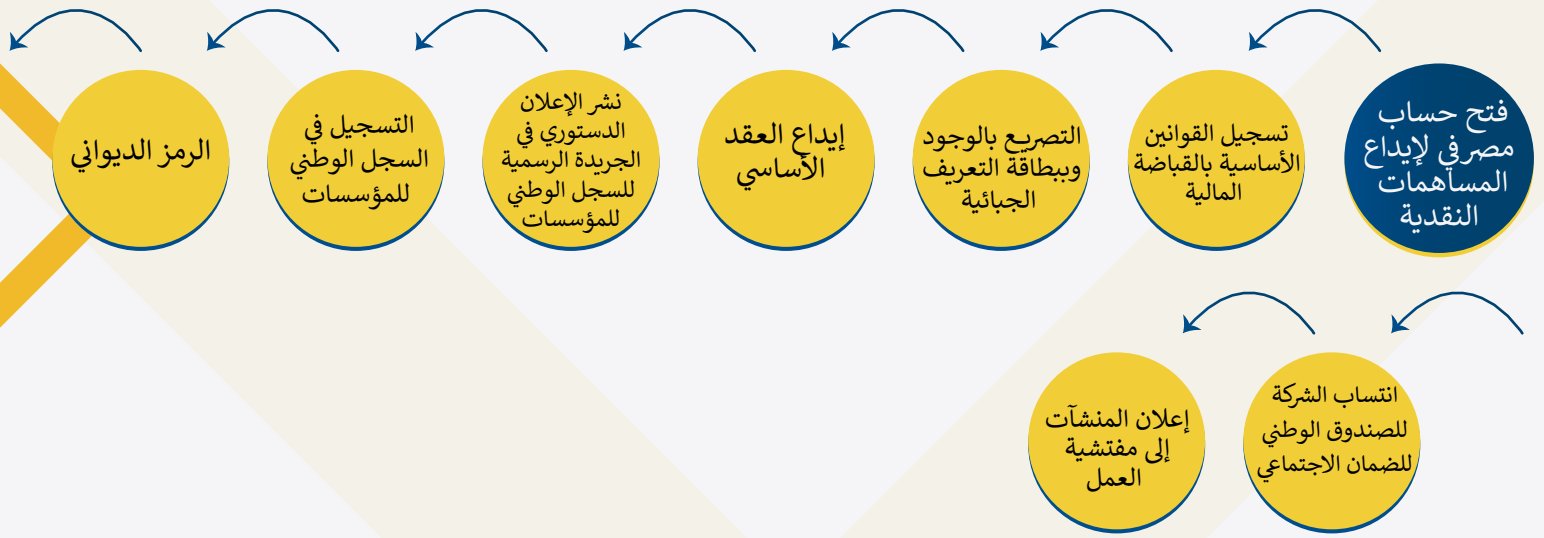 فتح حساب
مصرفي لإيداع
المساهمات
النقدية
تسجيل القوانين
الأساسية بالقباضة
المالية
التصريع بالوجود
وببطاقة التعريف
الجبائية
إيداع العقد
الأساسي
نشر الإعلان
الدستوري في
الجريدة الرسمية
للسجل الوطني
للمؤسسات
التسجيل في
السجل الوطني
للمؤسسات
الرمز الديواني
انتساب الشركة
للصندوق الوطني
للضمان الاجتماعي
إعلان المنشآت
إلى مفتشية
العمل